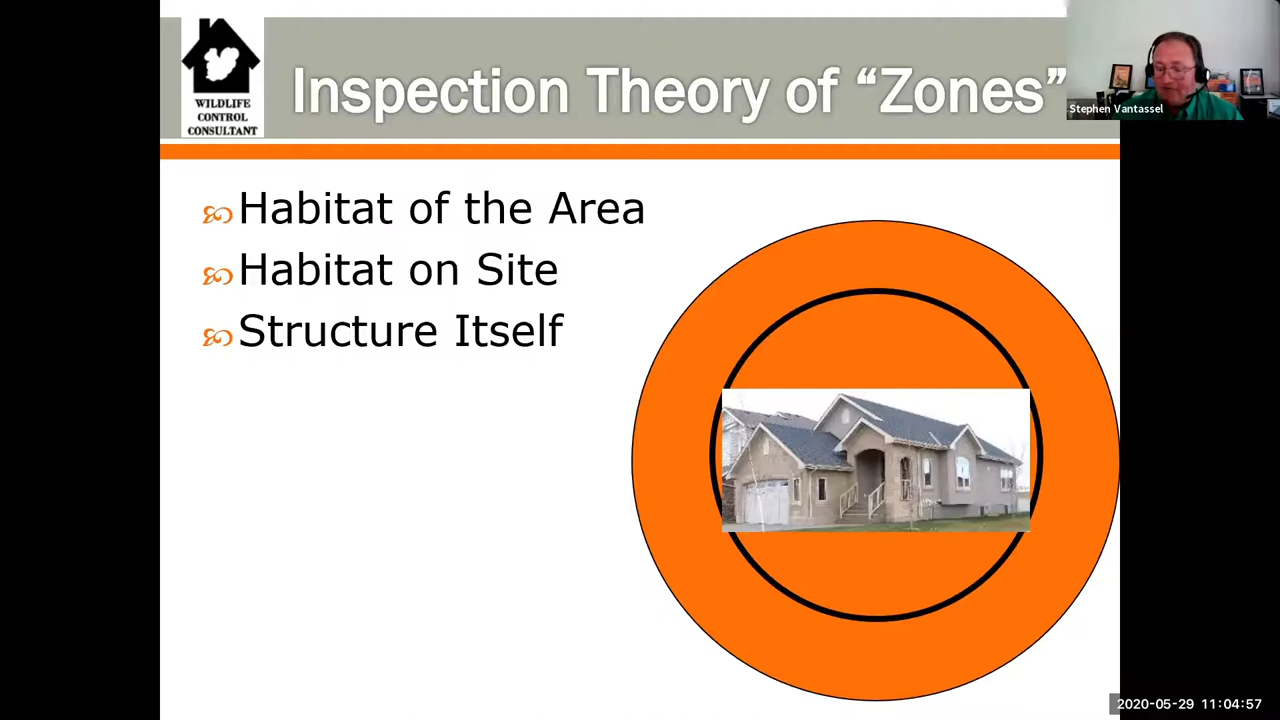 WILDLIFE
CONTROL
CONSULTANT
Inspection Theory of “Zones”
Stephen Vantassel
Habitat of the Area
Habitat on Site
Structure Itself
2020-05-29 11:04:57